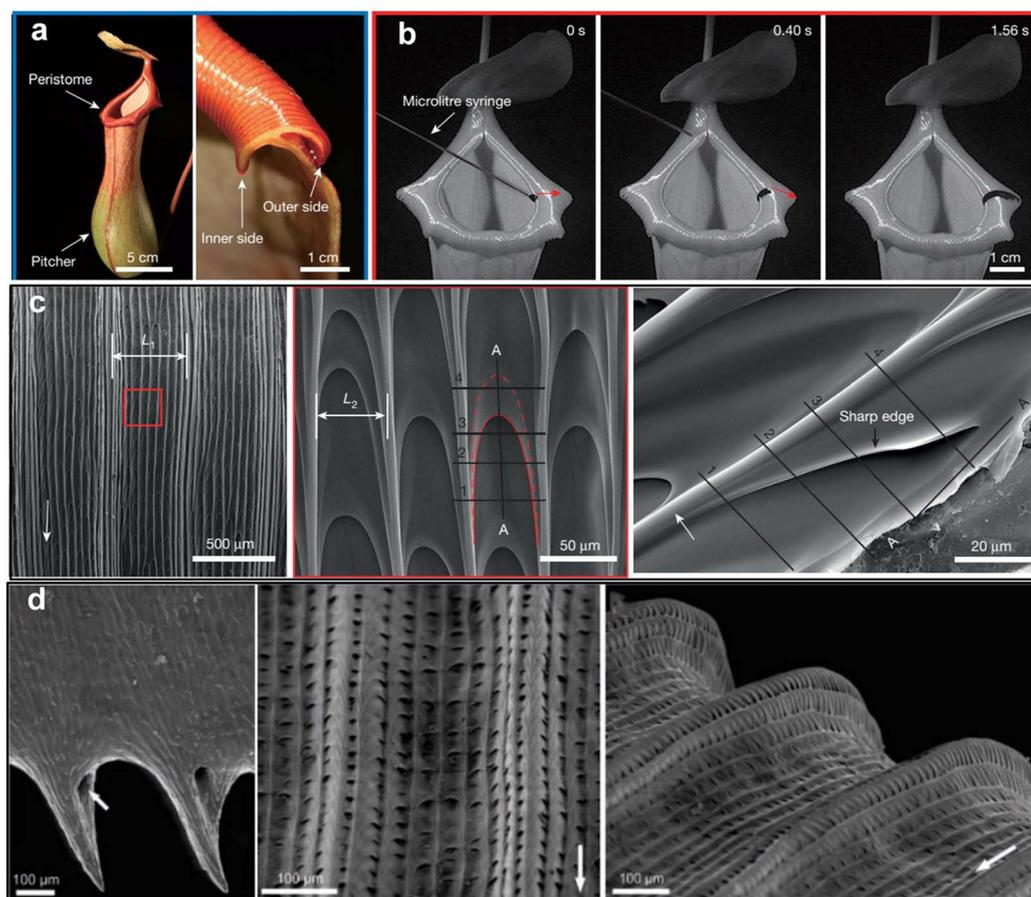 a
Peristome
Pitcher
5 cm
Inner side
Outer side
1 cm
b
0 s
Microlitre syringe
0.40 s
1.56 s
1 cm
c
L1
500 µm
L2
A
4
3
2
1
A
50 µm
4
3
2
1
Sharp edge
A
A
20 µm
d
100 µm
100 µm
100 µm